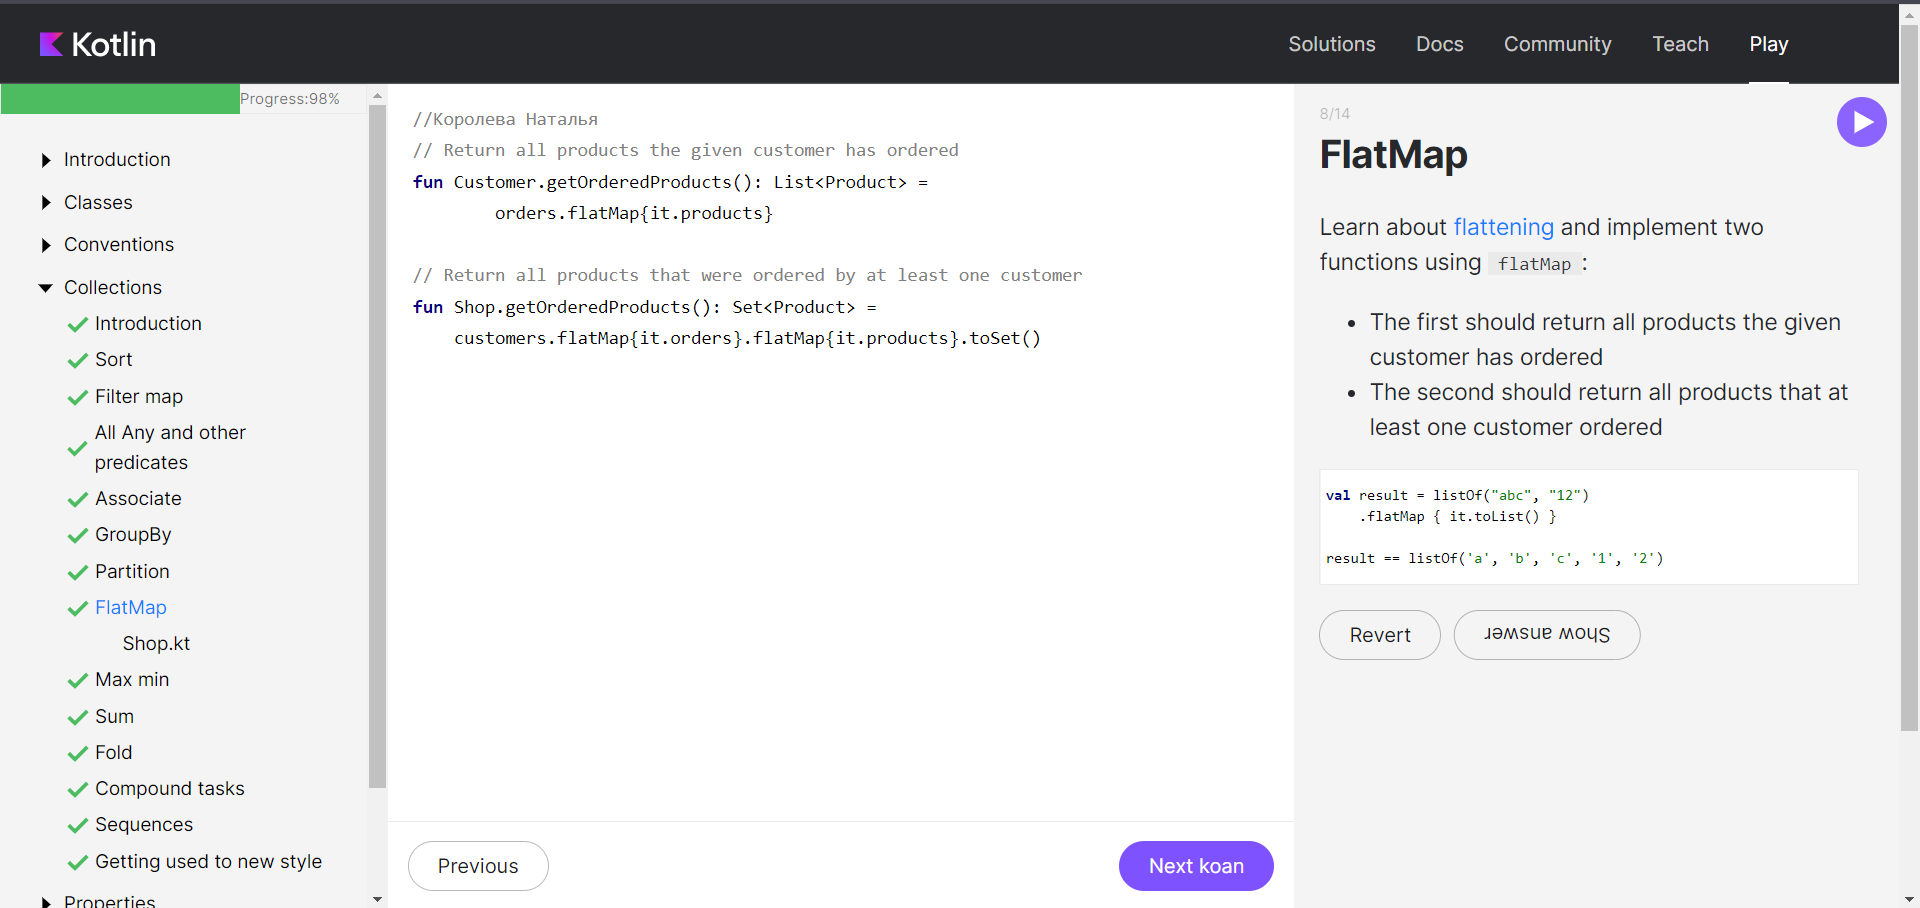 Kotlin
Solutions
Docs
Community
Teach
Play
Progress:98%
Introduction
Classes
Conventions
Collections
Introduction
Sort
Filter map
All Any and other
predicates
Associate
GroupBy
Partition
FlatMap
Shop.kt
Max min
Sum
Fold
Compound tasks
Sequences
Getting used to new style
Properties
//Королева Наталья
// Return all products the given customer has ordered
fun Customer.getOrderedProducts(): List<Product> =
        orders.flatMap{it.products}
// Return all products that were ordered by at least one customer
fun Shop.getOrderedProducts(): Set<Product> =
    customers.flatMap{it.orders}.flatMap{it.products}.toSet()
Previous
Next koan
8/14
FlatMap
Learn about flattening and implement two
functions using flatMap :
• The first should return all products the given
customer has ordered
• The second should return all products that at
least one customer ordered
val result = listOf("abc", "12")
    .flatMap { it.toList() }
result == listOf('a', 'b', 'c', '1', '2')
Revert
Show answer